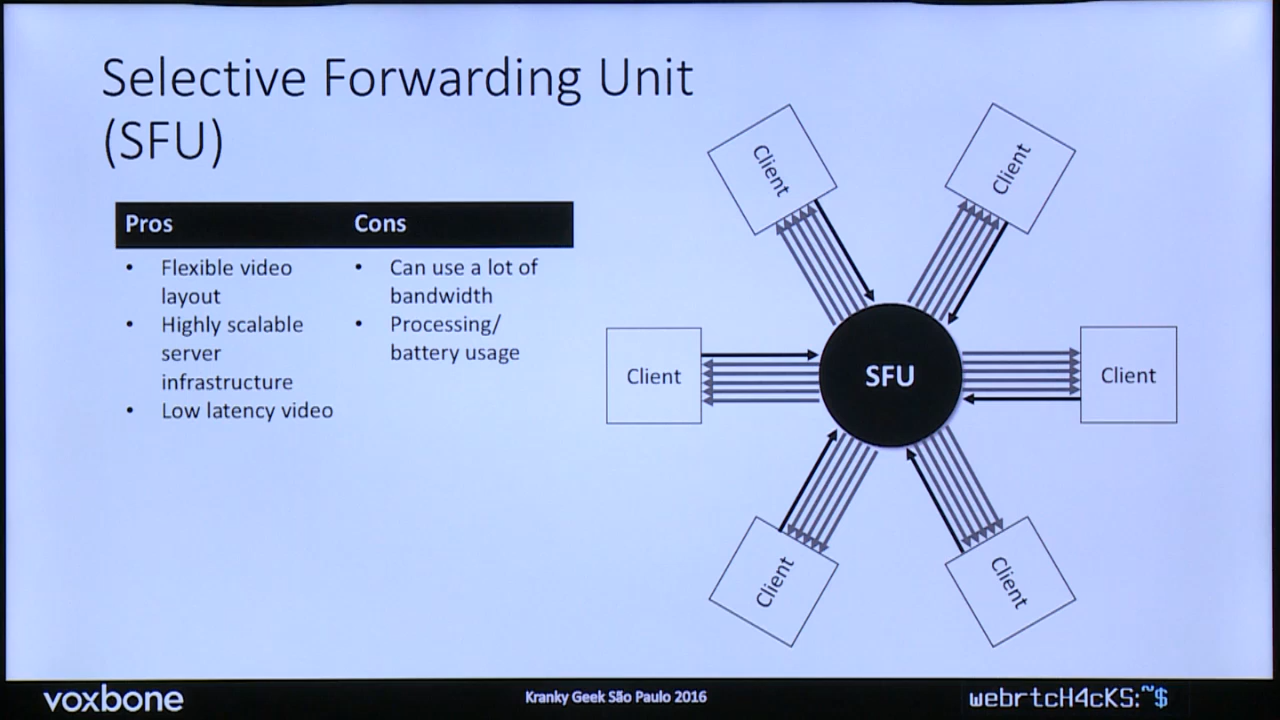 Selective Forwarding Unit
(SFU)
Pros
Cons
• Flexible video
layout
• Highly scalable
server
infrastructure
• Low latency video
• Can use a lot of
bandwidth
• Processing/
battery usage
Client
Client
Client
SFU
Client
Client
Client
voxbone
Kranky Geek São Paulo 2016
webrtcH4cKS:~$